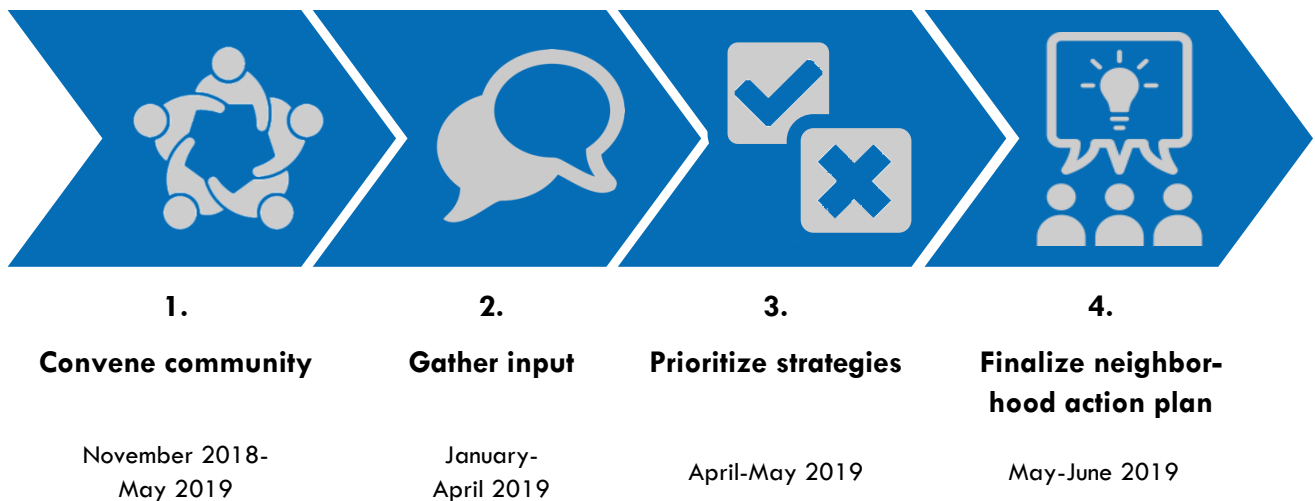 1.
Convene community
November 2018-
May 2019
2.
Gather input
January-
April 2019
3.
Prioritize strategies
April-May 2019
4.
Finalize neighbor-
hood action plan
May-June 2019